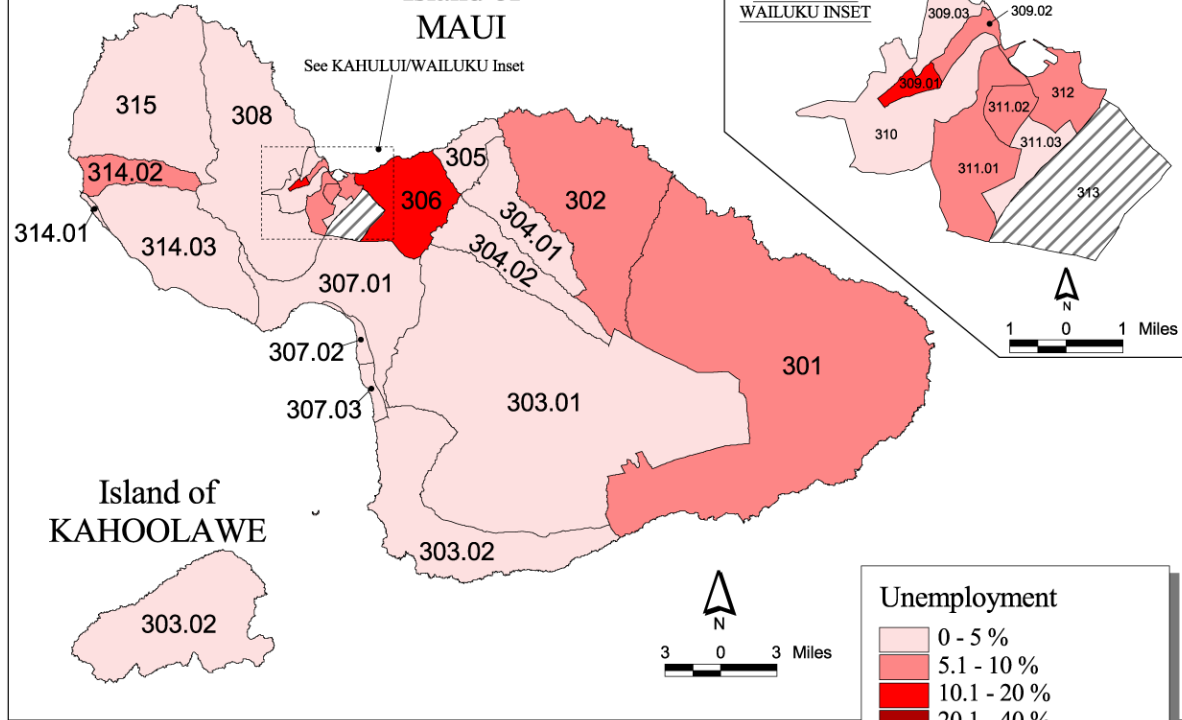 MAUI
See KAHULUI/WAILUKU Inset
315
308
305
302
306
314.02
304.01
304.02
314.01
314.03
307.01
307.02
301
303.01
307.03
Island of
KAHOOLAWE
303.02
303.02
N
3 0 3 Miles
WAILUKU INSET
309.03
309.02
309.01
312
311.02
310
311.03
311.01
313
N
1 0 1 Miles
Unemployment
0 - 5 %
5.1 - 10 %
10.1 - 20 %
20.1 - 40 %